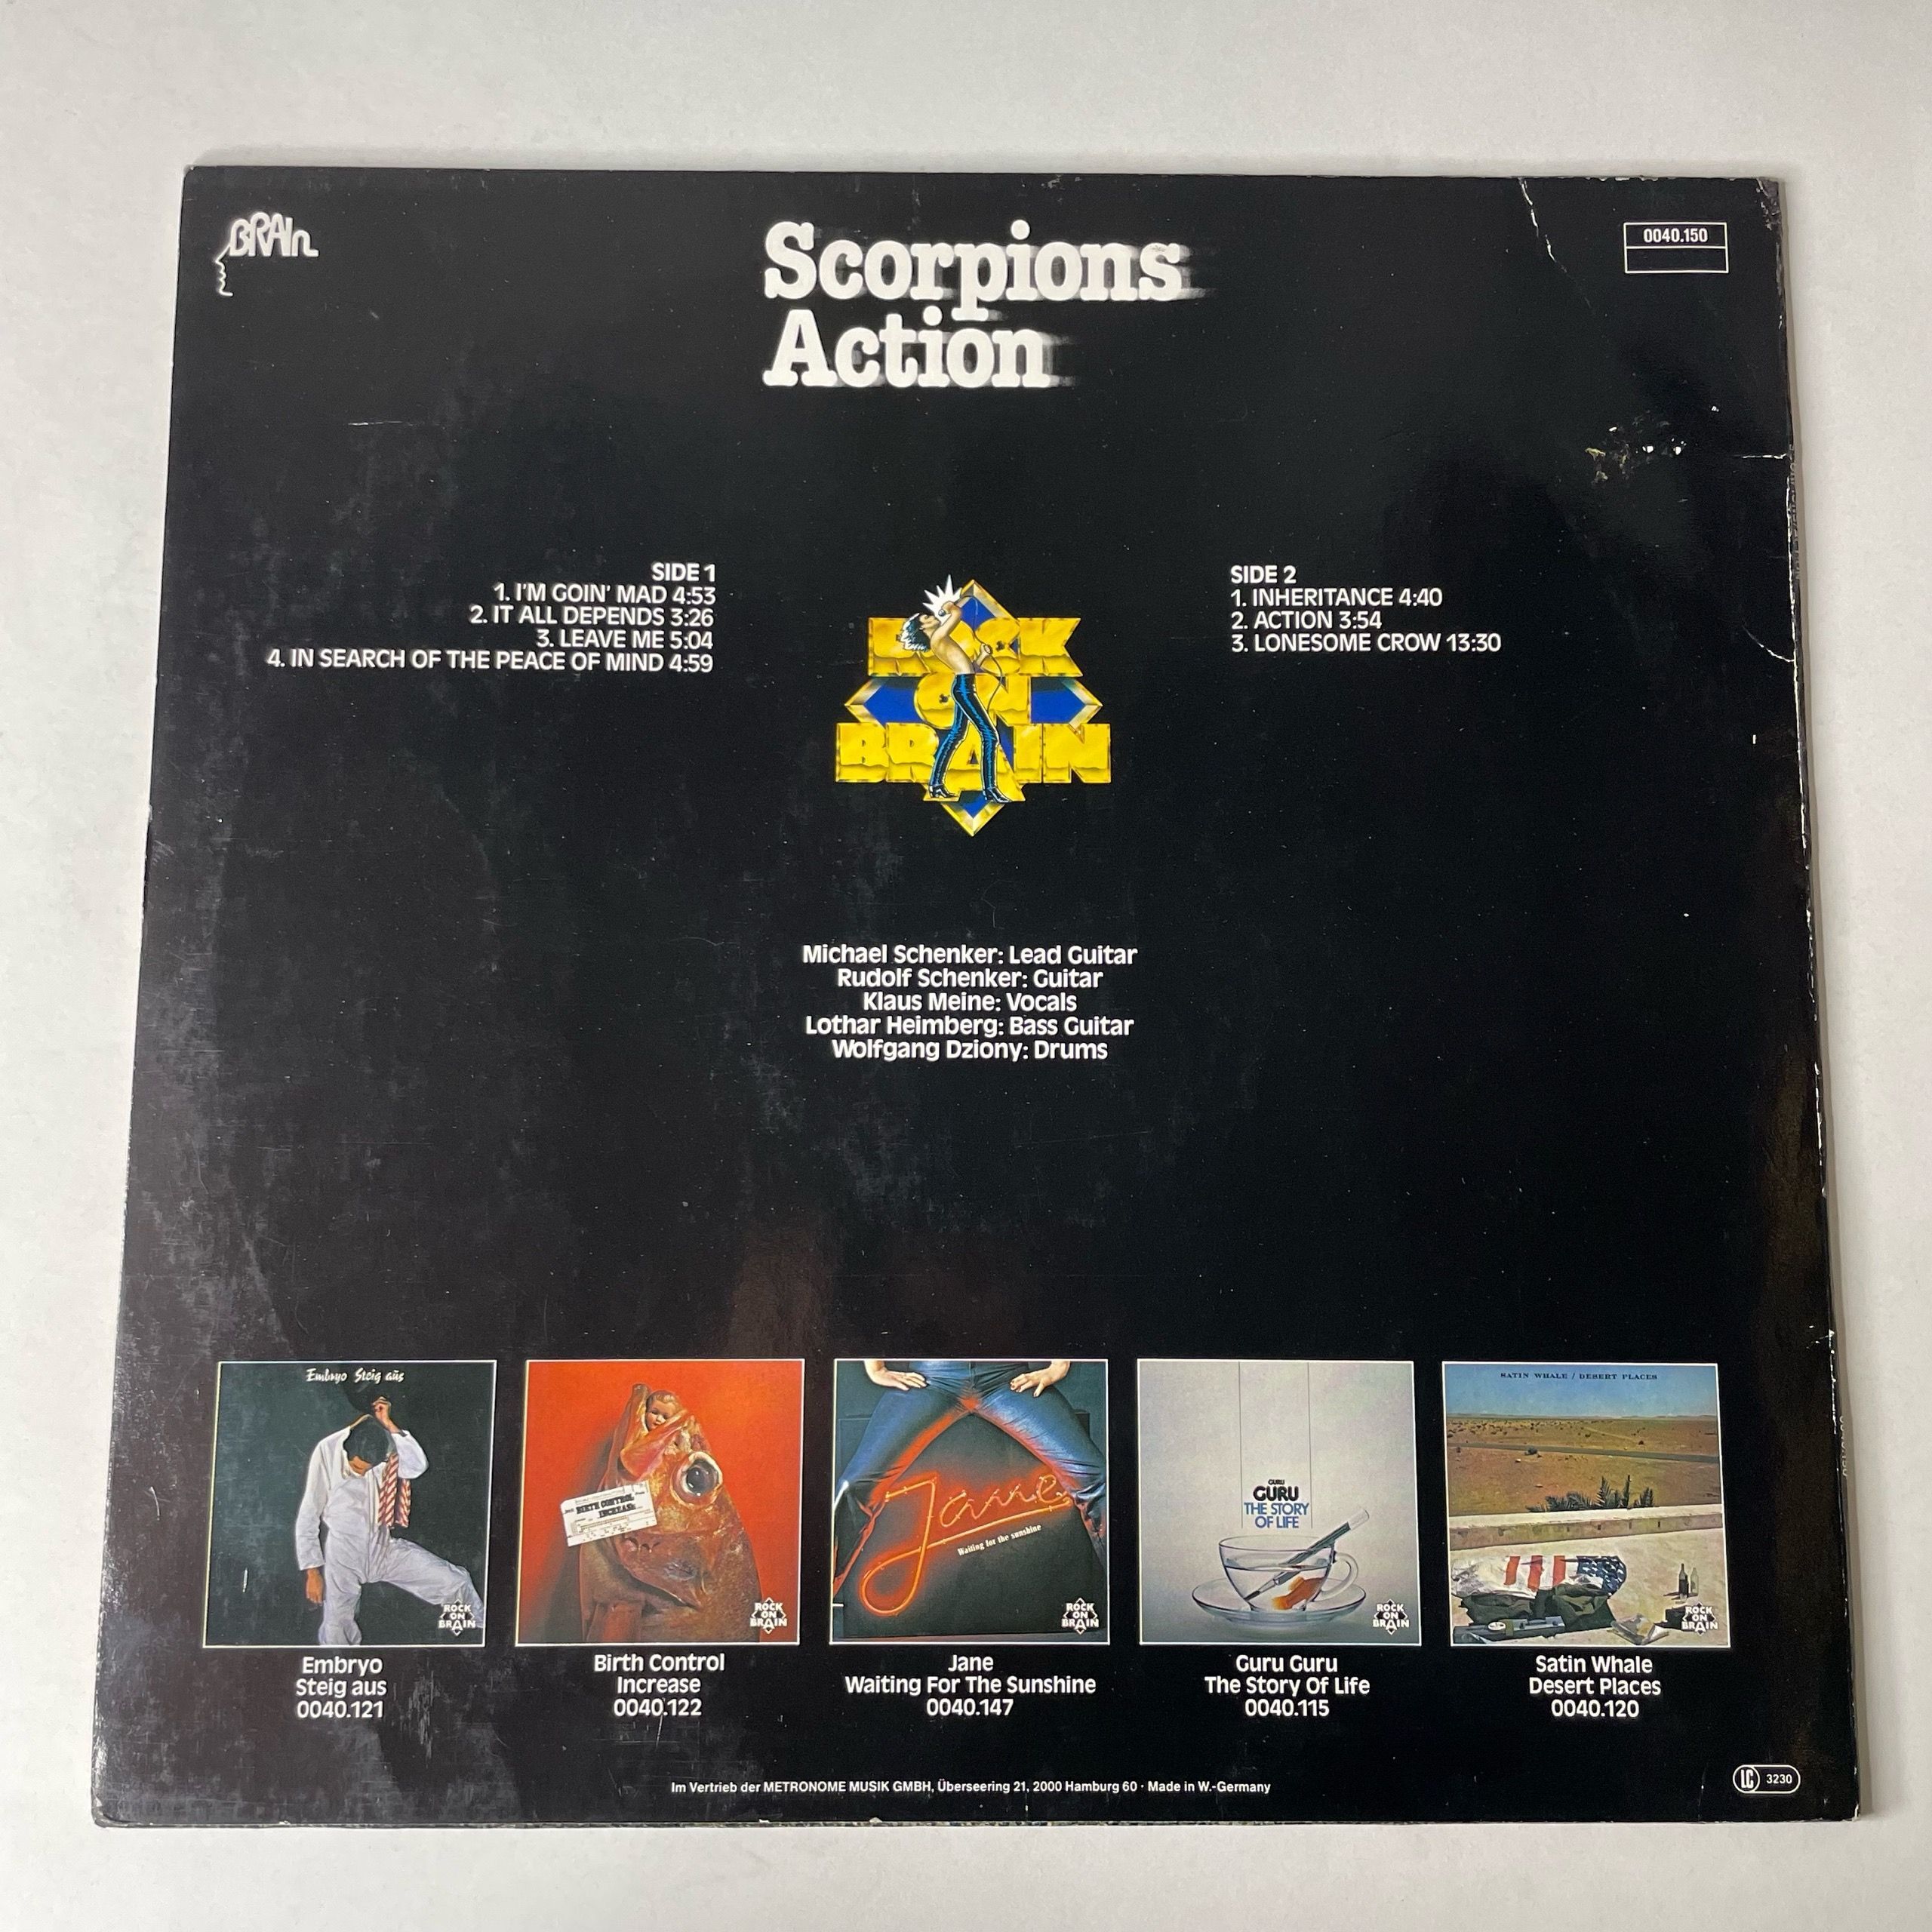 BRAIn
Scorpions
Action
0040.150
SIDE 1
1. I'M GOIN' MAD 4:53
2. IT ALL DEPENDS 3:26
3. LEAVE ME 5:04
4. IN SEARCH OF THE PEACE OF MIND 4:59
ROCK
ON
BRAIN
SIDE 2
1. INHERITANCE 4:40
2. ACTION 3:54
3. LONESOME CROW 13:30
Michael Schenker: Lead Guitar
Rudolf Schenker: Guitar
Klaus Meine: Vocals
Lothar Heimberg: Bass Guitar
Wolfgang Dziony: Drums
Embryo Steig aus
ROCK
ON
BRAIN
Embryo
Steig aus
0040.121
BIRTH CONTROL
INCREASE
ROCK
ON
BRAIN
Birth Control
Increase
0040.122
Jane
Waiting for the sunshine
ROCK
ON
BRAIN
Jane
Waiting For The Sunshine
0040.147
GURU
GURU
THE STORY
OF LIFE
ROCK
ON
BRAIN
Guru Guru
The Story Of Life
0040.115
SATIN WHALE / DESERT PLACES
ROCK
ON
BRAIN
Satin Whale
Desert Places
0040.120
Im Vertrieb der METRONOME MUSIK GMBH, Überseering 21, 2000 Hamburg 60 · Made in W.-Germany
LC 3230